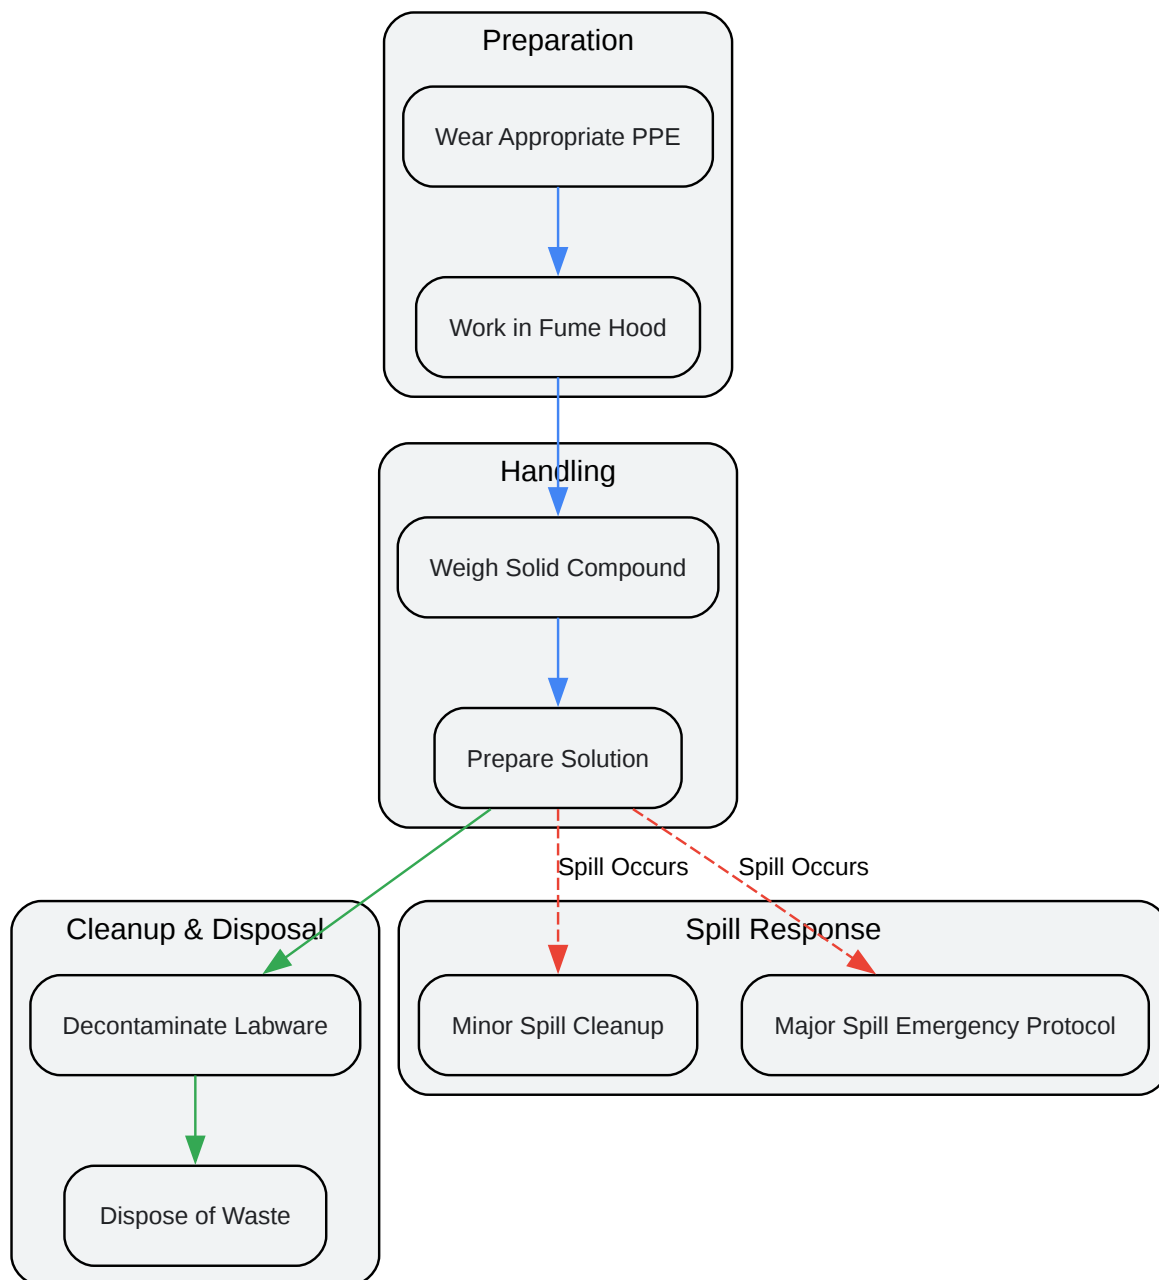 Preparation
Wear Appropriate PPE
Work in Fume Hood
Handling
Weigh Solid Compound
Prepare Solution
Spill Occurs
Spill Occurs
Cleanup & Disposal
Spill Response
Decontaminate Labware
Minor Spill Cleanup
Major Spill Emergency Protocol
Dispose of Waste